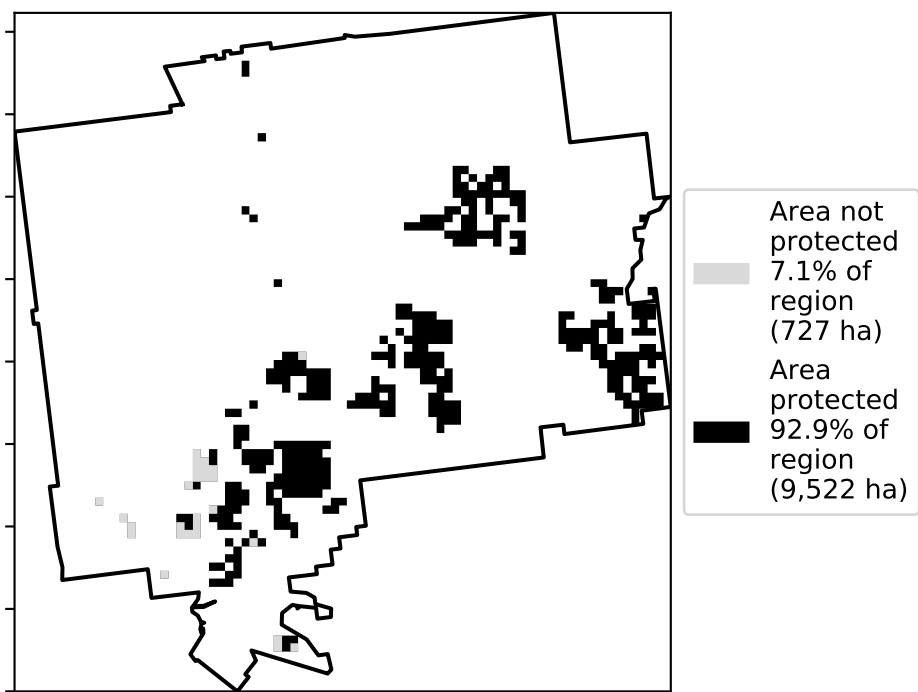 Area not
protected
7.1% of
region
(727 ha)
Area
protected
92.9% of
region
(9,522 ha)